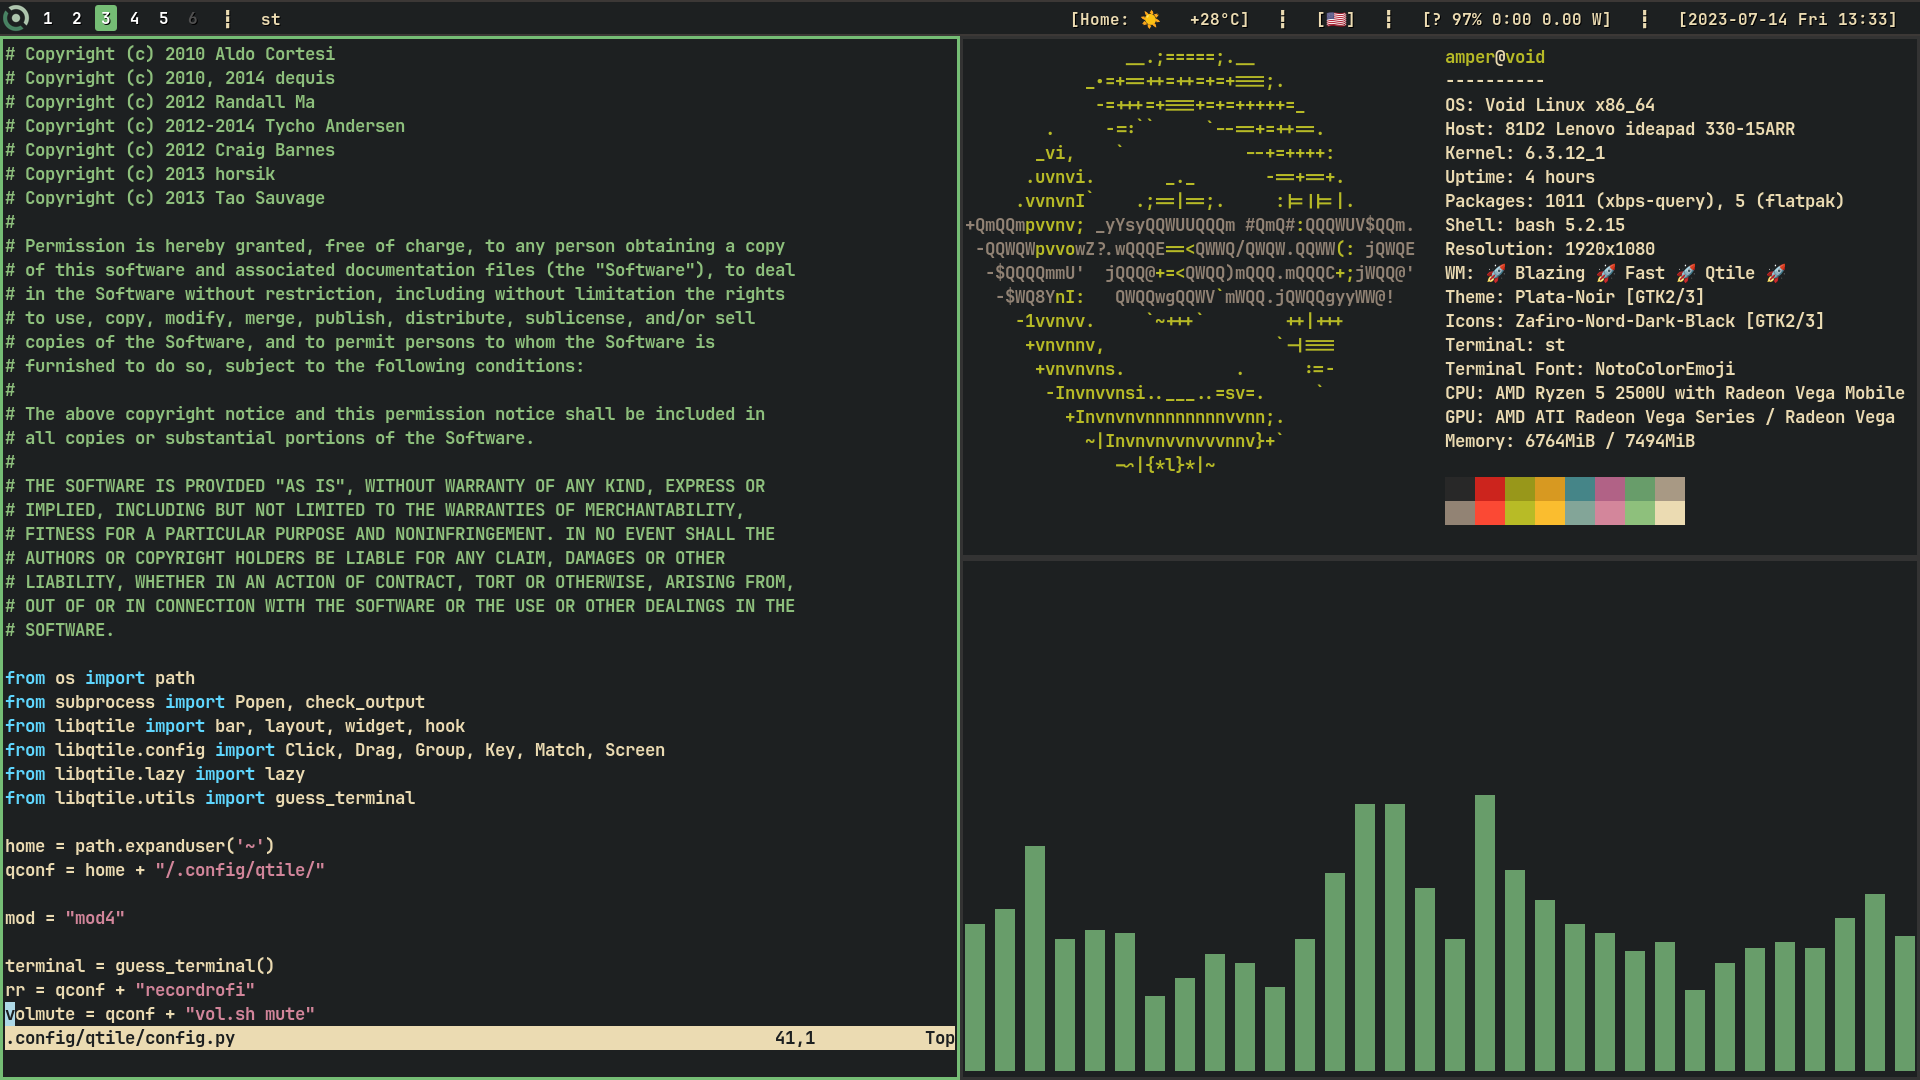 1 2 3 4 5 6 ┇ st
[Home: ☀️ +28°C] ┇ [🇺🇸] ┇ [? 97% 0:00 0.00 W] ┇ [2023-07-14 Fri 13:33]
# Copyright (c) 2010 Aldo Cortesi
# Copyright (c) 2010, 2014 dequis
# Copyright (c) 2012 Randall Ma
# Copyright (c) 2012-2014 Tycho Andersen
# Copyright (c) 2012 Craig Barnes
# Copyright (c) 2013 horsik
# Copyright (c) 2013 Tao Sauvage
#
# Permission is hereby granted, free of charge, to any person obtaining a copy
# of this software and associated documentation files (the "Software"), to deal
# in the Software without restriction, including without limitation the rights
# to use, copy, modify, merge, publish, distribute, sublicense, and/or sell
# copies of the Software, and to permit persons to whom the Software is
# furnished to do so, subject to the following conditions:
#
# The above copyright notice and this permission notice shall be included in
# all copies or substantial portions of the Software.
#
# THE SOFTWARE IS PROVIDED "AS IS", WITHOUT WARRANTY OF ANY KIND, EXPRESS OR
# IMPLIED, INCLUDING BUT NOT LIMITED TO THE WARRANTIES OF MERCHANTABILITY,
# FITNESS FOR A PARTICULAR PURPOSE AND NONINFRINGEMENT. IN NO EVENT SHALL THE
# AUTHORS OR COPYRIGHT HOLDERS BE LIABLE FOR ANY CLAIM, DAMAGES OR OTHER
# LIABILITY, WHETHER IN AN ACTION OF CONTRACT, TORT OR OTHERWISE, ARISING FROM,
# OUT OF OR IN CONNECTION WITH THE SOFTWARE OR THE USE OR OTHER DEALINGS IN THE
# SOFTWARE.
from os import path
from subprocess import Popen, check_output
from libqtile import bar, layout, widget, hook
from libqtile.config import Click, Drag, Group, Key, Match, Screen
from libqtile.lazy import lazy
from libqtile.utils import guess_terminal
home = path.expanduser('~')
qconf = home + "/.config/qtile/"
mod = "mod4"
terminal = guess_terminal()
rr = qconf + "recordrofi"
volmute = qconf + "vol.sh mute"
.config/qtile/config.py 41,1 Top
amper@void
----------
OS: Void Linux x86_64
Host: 81D2 Lenovo ideapad 330-15ARR
Kernel: 6.3.12_1
Uptime: 4 hours
Packages: 1011 (xbps-query), 5 (flatpak)
Shell: bash 5.2.15
Resolution: 1920x1080
WM: 🚀 Blazing 🚀 Fast 🚀 Qtile 🚀
Theme: Plata-Noir [GTK2/3]
Icons: Zafiro-Nord-Dark-Black [GTK2/3]
Terminal: st
Terminal Font: NotoColorEmoji
CPU: AMD Ryzen 5 2500U with Radeon Vega Mobile
GPU: AMD ATI Radeon Vega Series / Radeon Vega
Memory: 6764MiB / 7494MiB